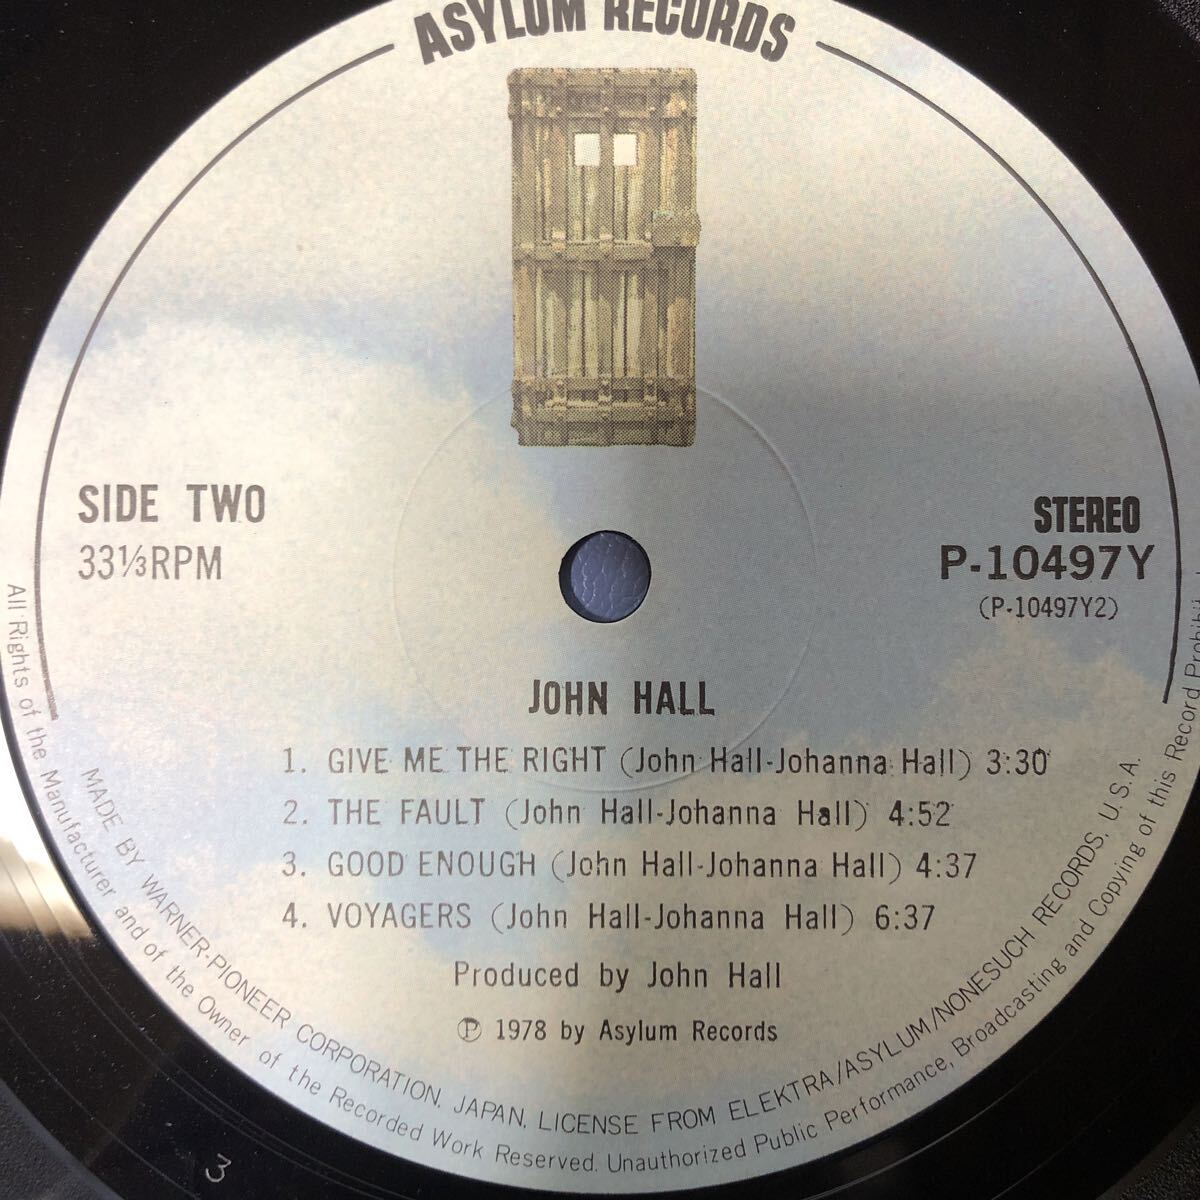 ASYLUM RECORDS
SIDE TWO
33⅓RPM
STEREO
P-10497Y
(P-10497Y2)
JOHN HALL
1. GIVE ME THE RIGHT (John Hall-Johanna Hall) 3:30
2. THE FAULT (John Hall-Johanna Hall) 4:52
3. GOOD ENOUGH (John Hall-Johanna Hall) 4:37
4. VOYAGERS (John Hall-Johanna Hall) 6:37
Produced by John Hall
Ⓟ 1978 by Asylum Records
MADE BY WARNER-PIONEER CORPORATION, JAPAN, LICENSE FROM ELEKTRA/ASYLUM/NONESUCH RECORDS, U.S.A.
All Rights of the Manufacturer and of the Owner of the Recorded Work Reserved. Unauthorized Public Performance, Broadcasting and Copying of this Record
3